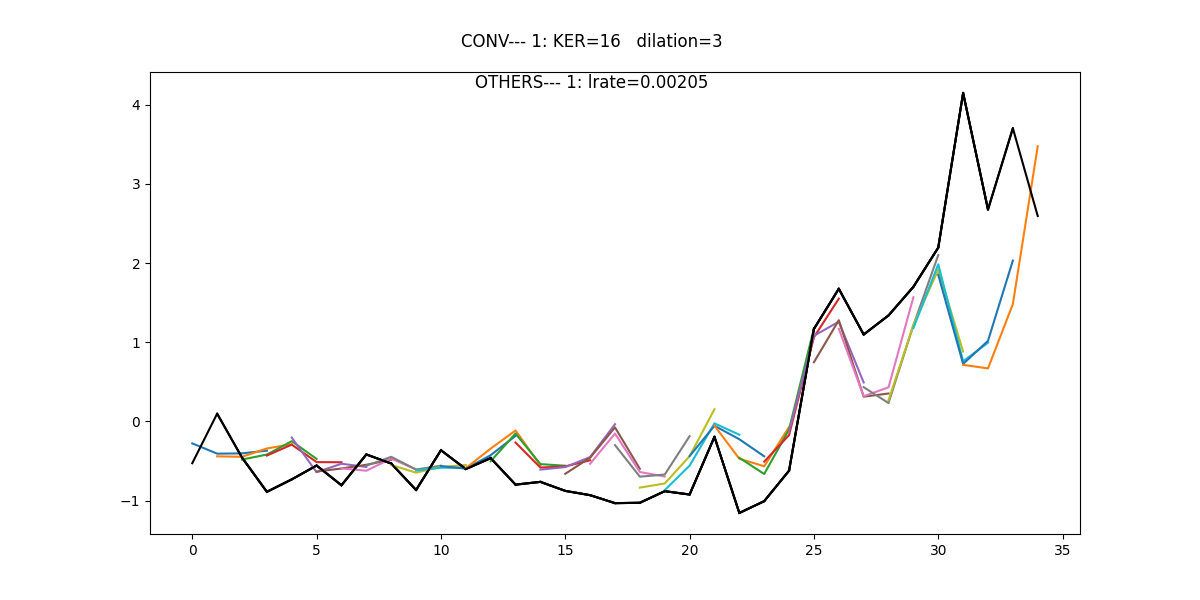 CONV--- 1: KER=16   dilation=3
OTHERS--- 1: lrate=0.00205
4
3
2
1
0
−1
0 5 10 15 20 25 30 35